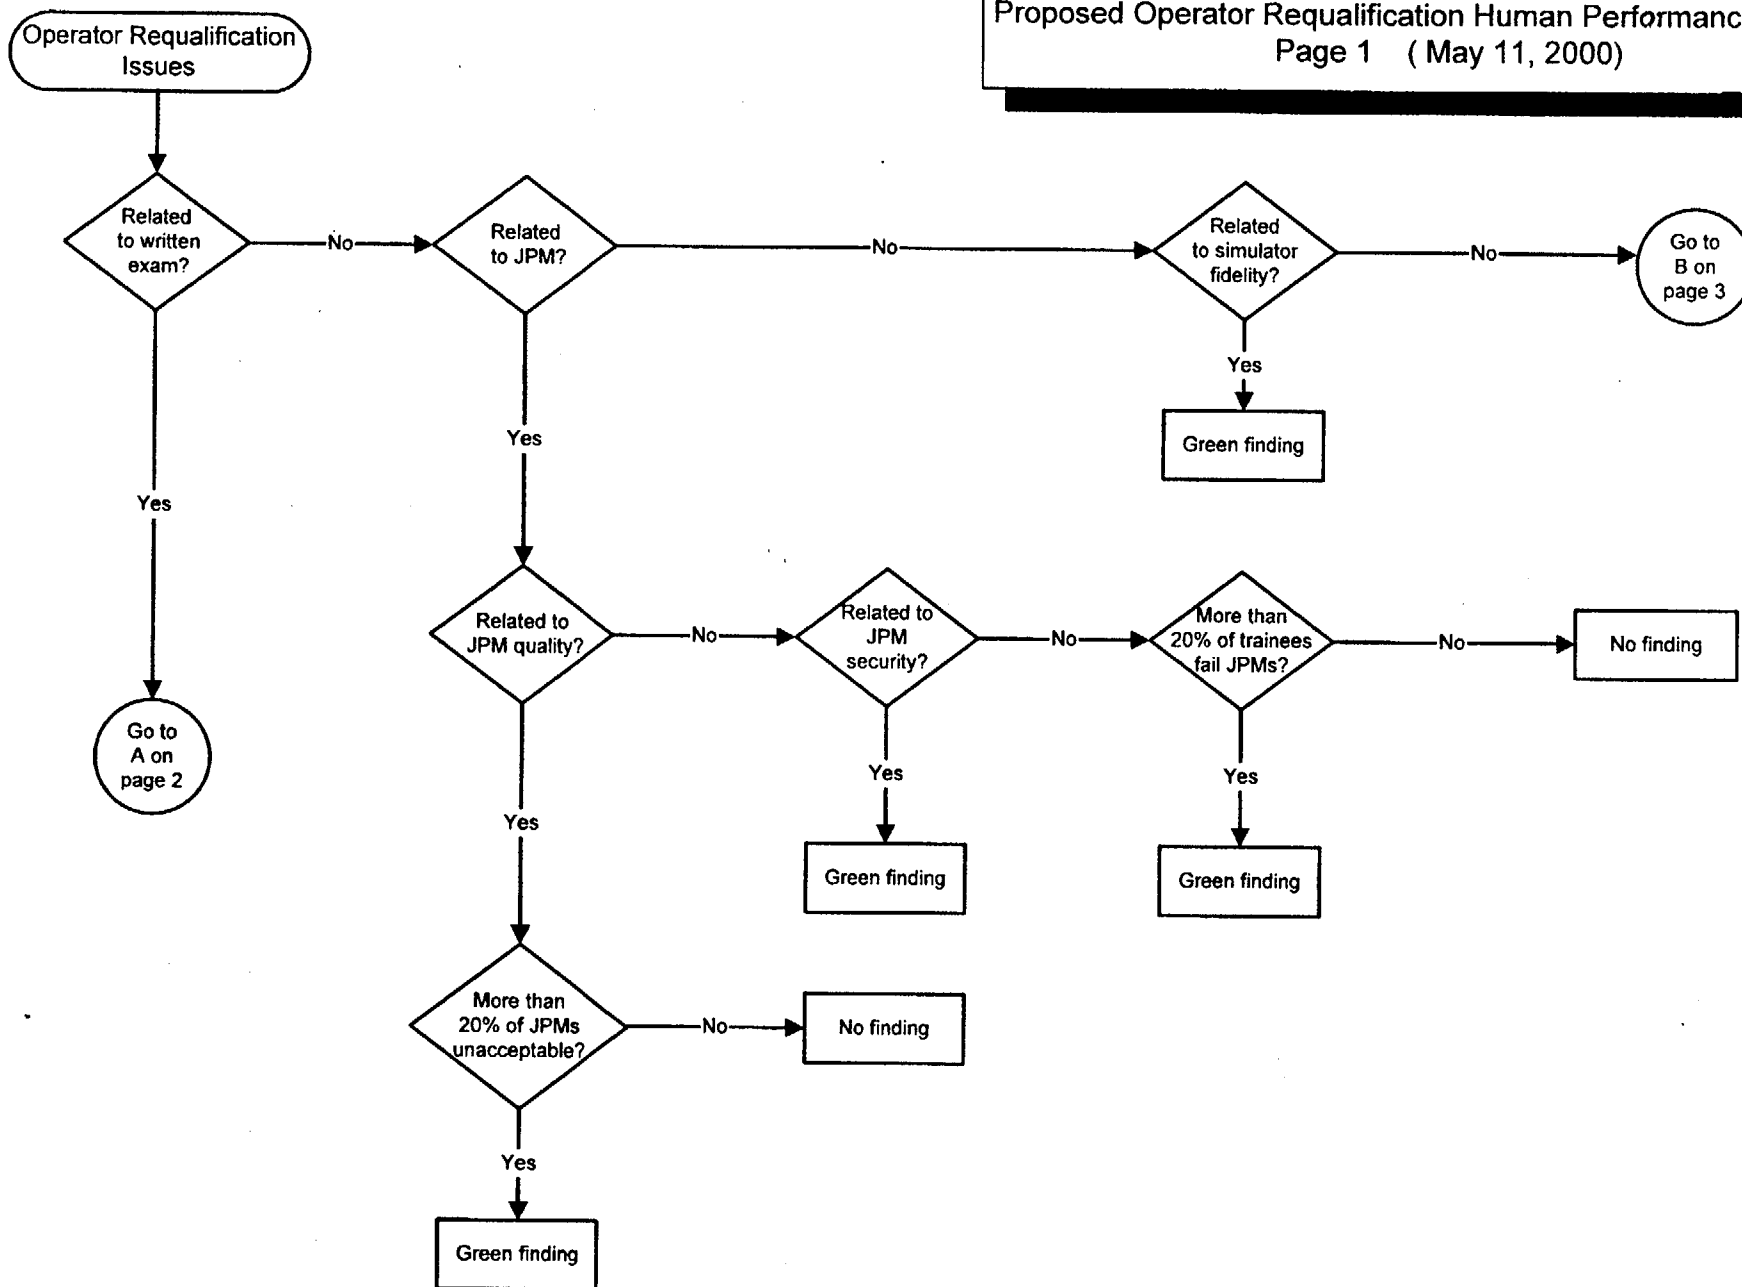 Operator Requalification
Issues
Proposed Operator Requalification Human Performanc
Page 1 ( May 11, 2000)
Related
to written
exam?
No
Related
to JPM?
No
Related
to simulator
fidelity?
No
Go to
B on
page 3
Yes
Green finding
Yes
Yes
Related to
JPM quality?
No
Related to
JPM
security?
No
More than
20% of trainees
fail JPMs?
No
No finding
Go to
A on
page 2
Yes
Yes
Yes
Green finding
Green finding
More than
20% of JPMs
unacceptable?
No
No finding
Yes
Green finding